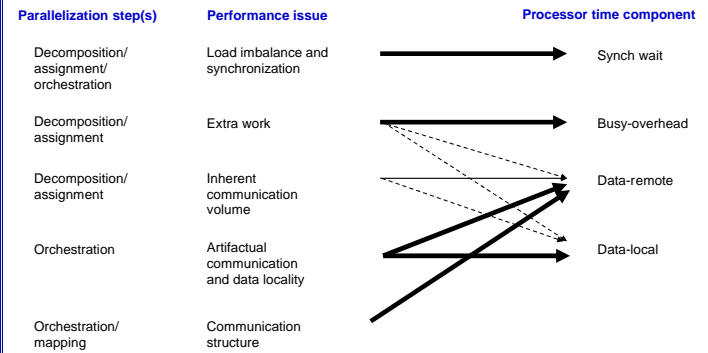 Parallelization step(s) Performance issue Processor time component
Decomposition/ Load imbalance and Synch wait
assignment/ synchronization
orchestration
Decomposition/ Extra work Busy-overhead
assignment
Decomposition/ Inherent Data-remote
assignment communication
volume
Orchestration Artifactual Data-local
communication
and data locality
Orchestration/ Communication
mapping structure